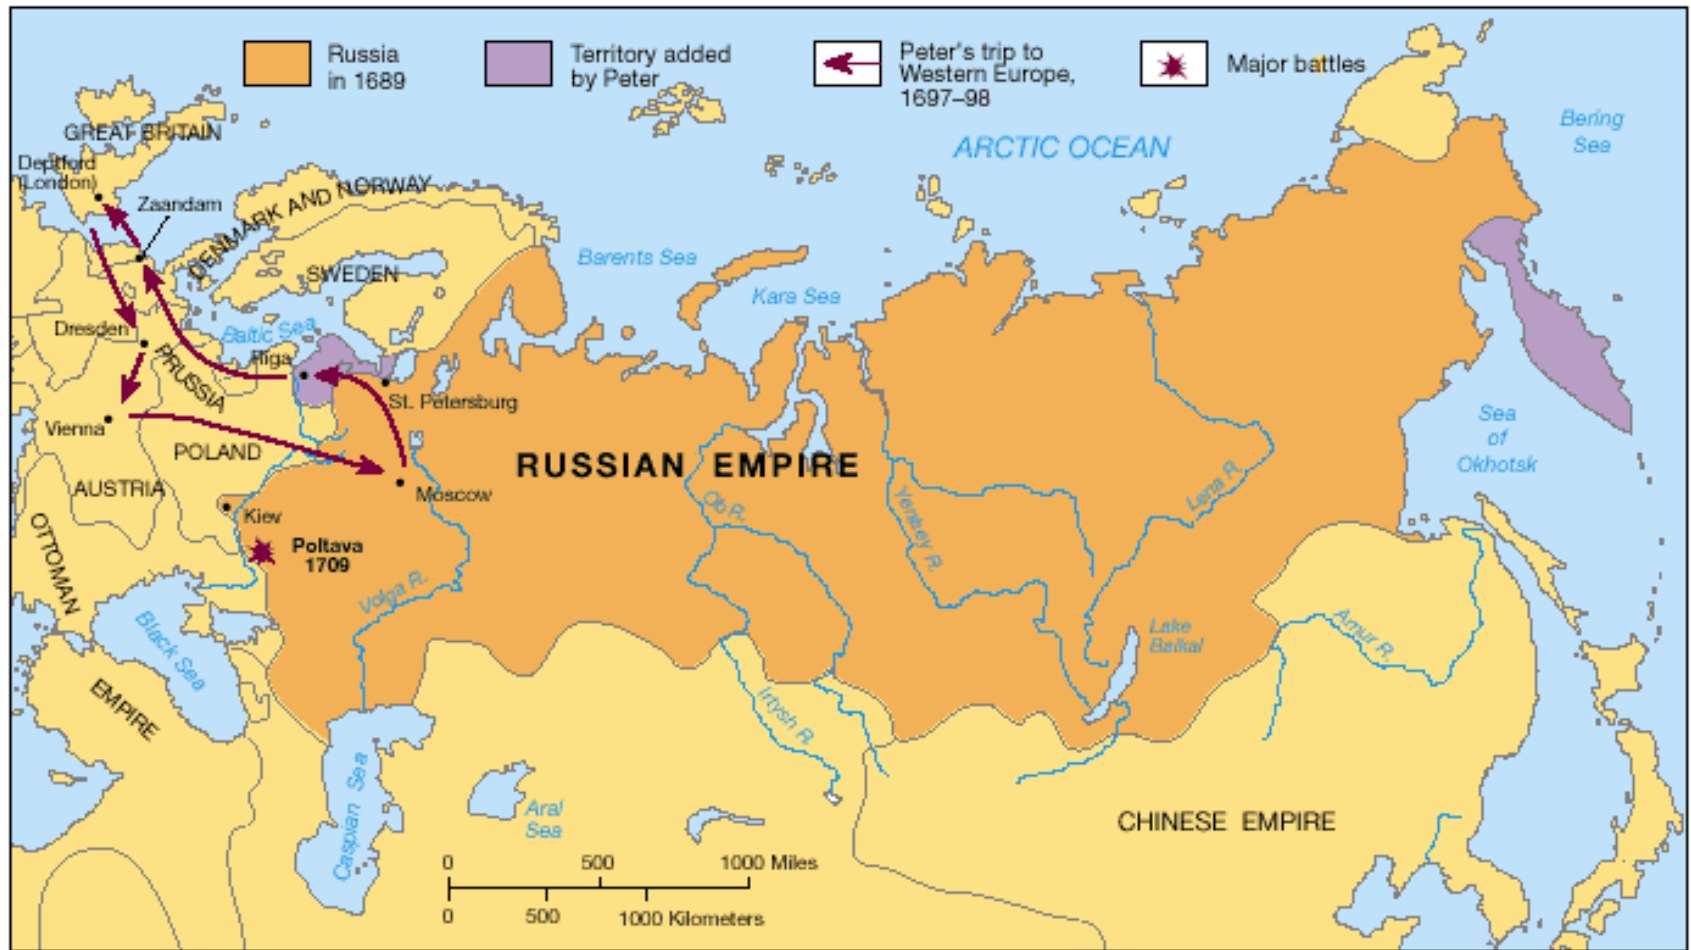 Russia
in 1689
Territory added
by Peter
Peter's trip to
Western Europe,
1697–98
Major battles
GREAT BRITAIN
Deptford
(London)
Zaandam
DENMARK AND NORWAY
SWEDEN
Barents Sea
Kara Sea
ARCTIC OCEAN
Bering
Sea
Dresden
Baltic Sea
Riga
PRUSSIA
St. Petersburg
Vienna
POLAND
RUSSIAN EMPIRE
Sea
of
Okhotsk
AUSTRIA
Moscow
Kiev
Ob R.
Yenisey R.
Lena R.
OTTOMAN
Poltava
1709
Volga R.
Black Sea
Lake
Baikal
Amur R.
EMPIRE
Irtysh R.
Caspian Sea
Aral
Sea
CHINESE EMPIRE
0 500 1000 Miles
0 500 1000 Kilometers